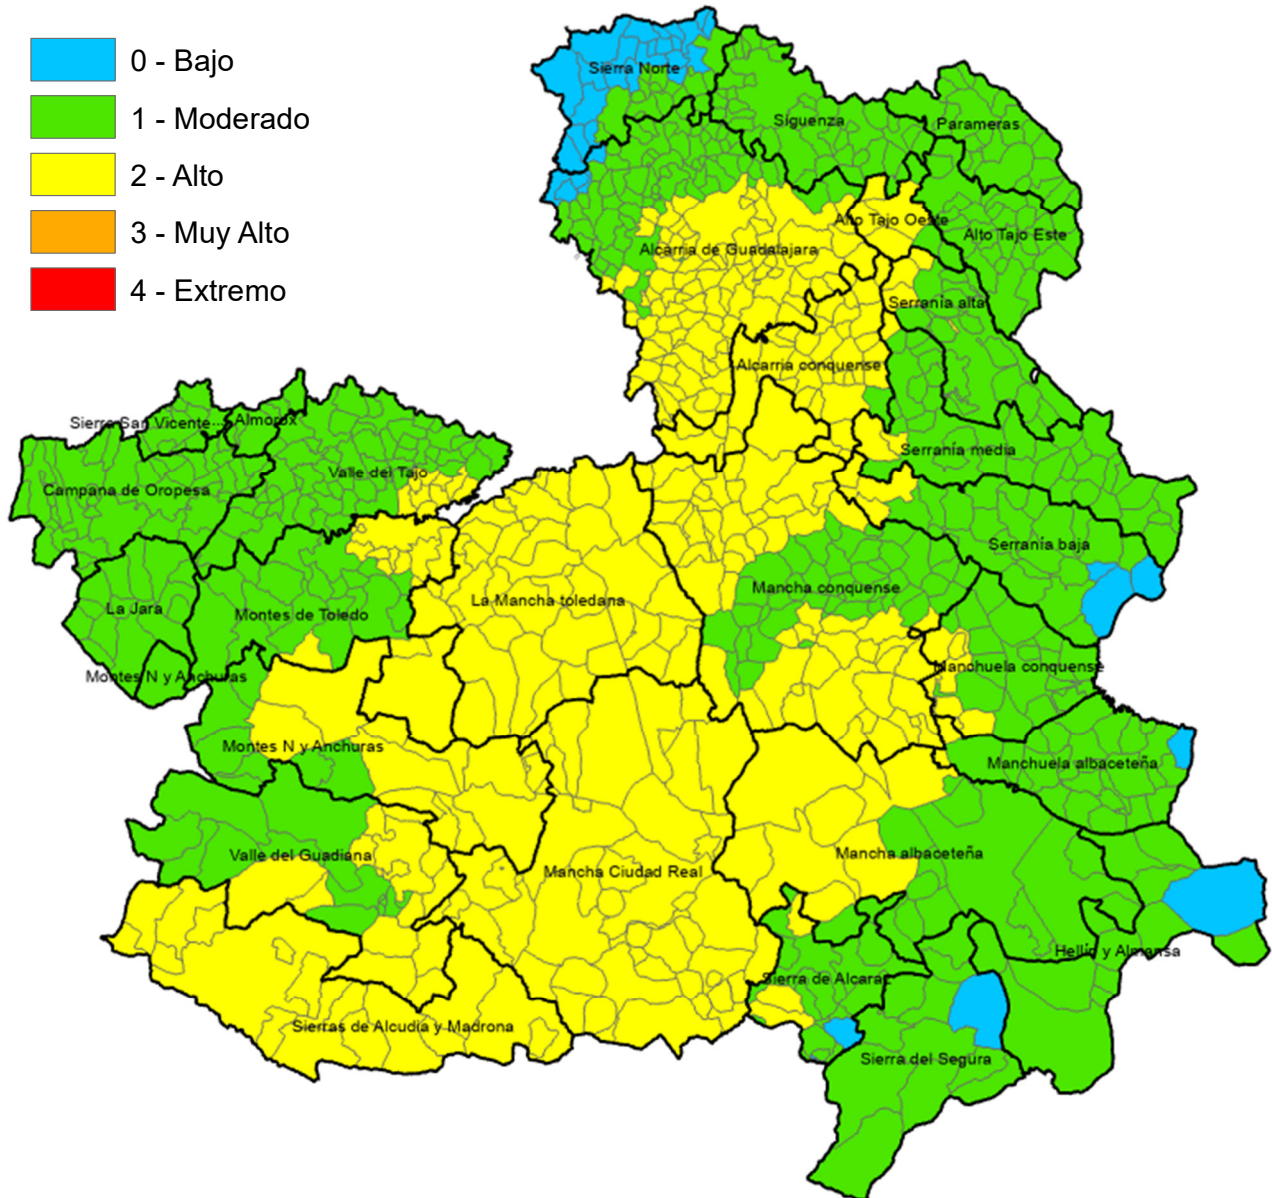 0 - Bajo
1 - Moderado
2 - Alto
3 - Muy Alto
4 - Extremo
Sierra Norte
Sigüenza
Parameras
Alto Tajo Oeste
Alto Tajo Este
Alcarria de Guadalajara
Serranía alta
Alcarria conquense
Sierra San Vicente
Almorox
Serranía media
Valle del Tajo
Campana de Oropesa
Serranía baja
Mancha conquense
La Mancha toledana
La Jara
Montes de Toledo
Manchuela conquense
Montes N y Anchuras
Montes N y Anchuras
Manchuela albaceteña
Mancha albaceteña
Valle del Guadiana
Mancha Ciudad Real
Hellín y Almansa
Sierra de Alcaraz
Sierras de Alcudia y Madrona
Sierra del Segura